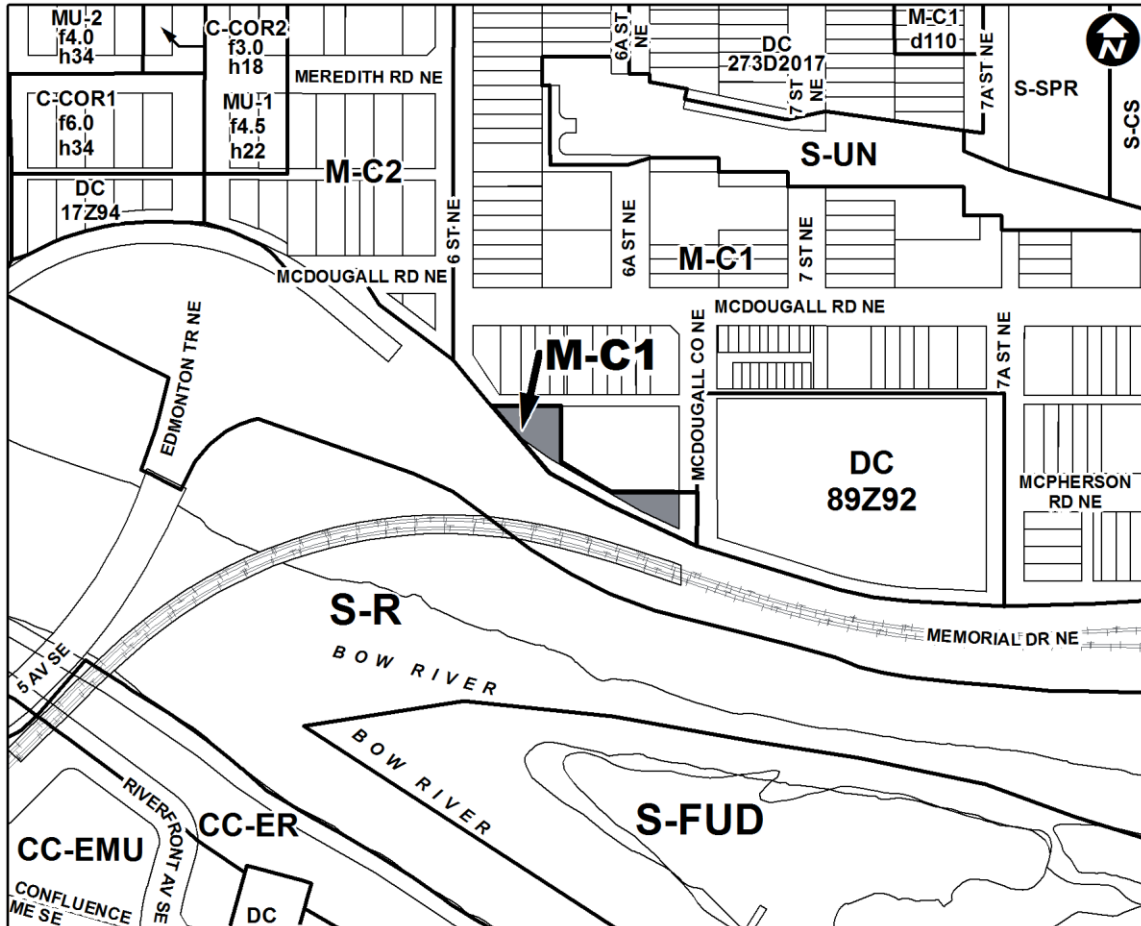 MU-2
f4.0
h34
C-COR2
f3.0
h18
6A ST
NE
DC
273D2017
7 ST
NE
M-C1
d110
7A ST NE
N
MEREDITH RD NE
S-SPR
S-CS
C-COR1
f6.0
h34
MU-1
f4.5
h22
M-C2
S-UN
DC
17Z94
6 ST NE
6A ST NE
M-C1
7 ST NE
MCDOUGALL RD NE
MCDOUGALL RD NE
EDMONTON TR NE
M-C1
MCDOUGALL CO NE
7A ST NE
DC
89Z92
MCPHERSON
RD NE
S-R
MEMORIAL DR NE
5 AV SE
BOW RIVER
BOW RIVER
RIVERFRONT AV SE
CC-ER
S-FUD
CC-EMU
CONFLUENCE
ME SE
DC